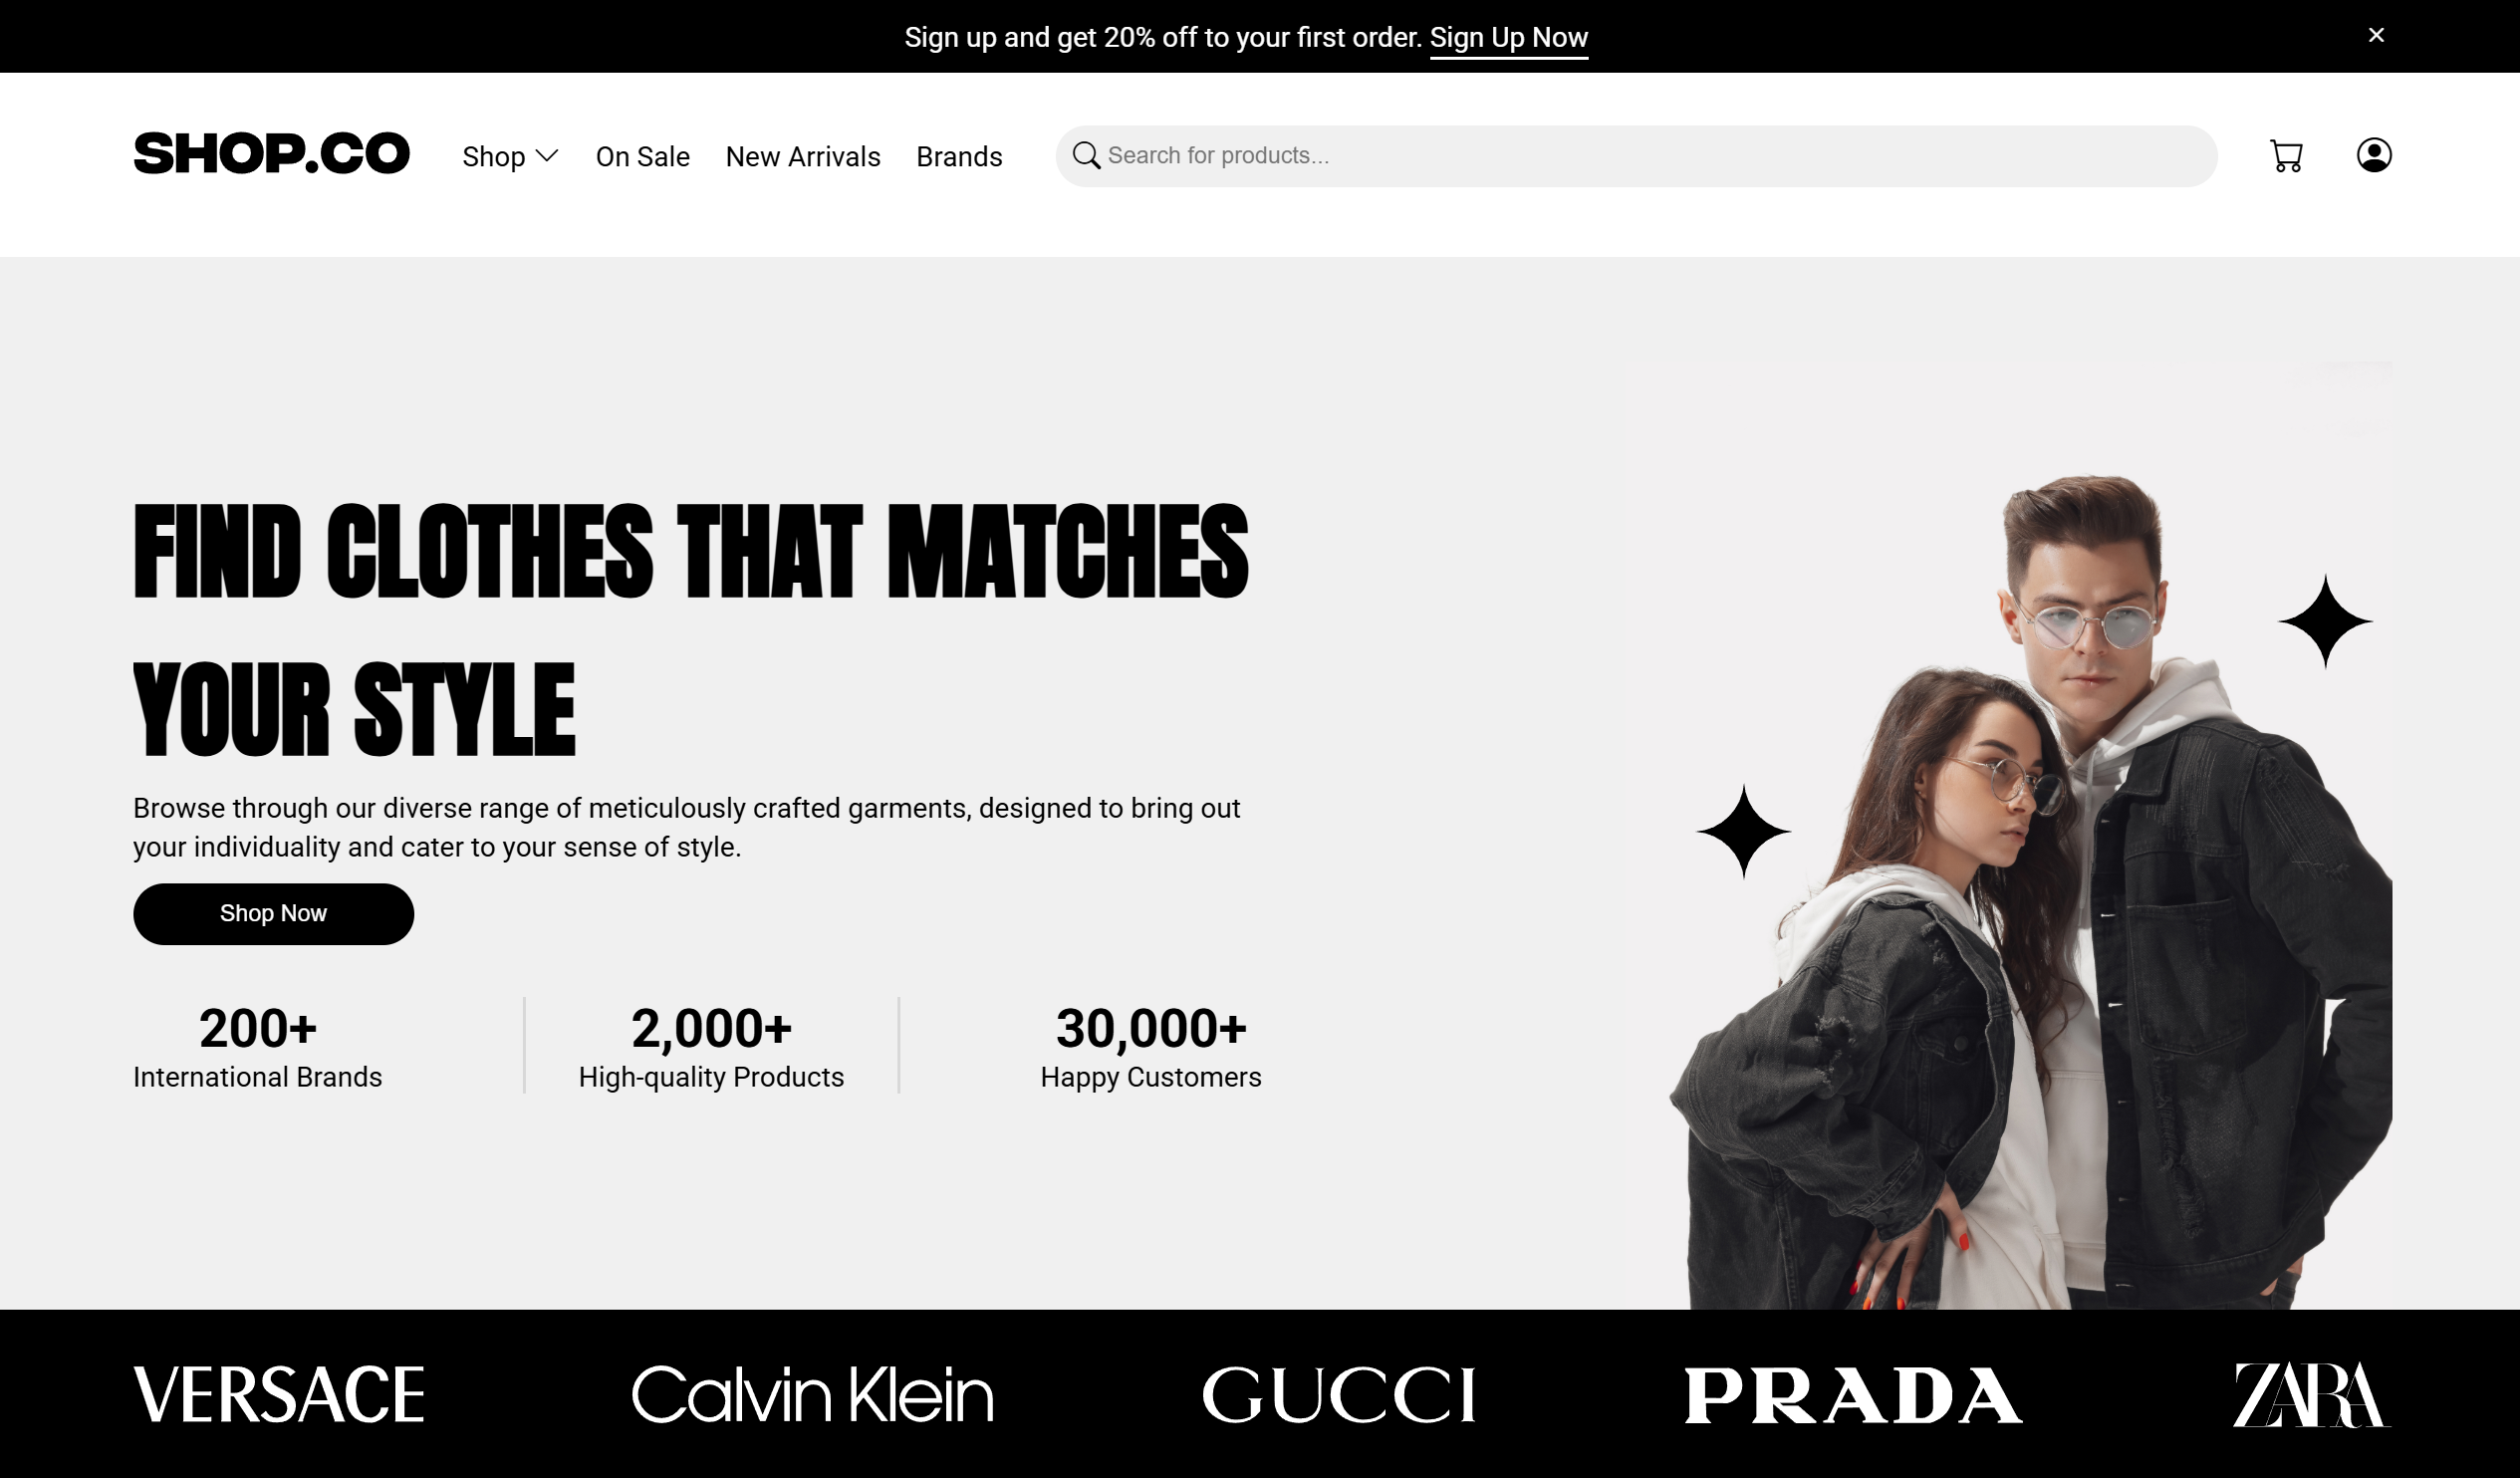 Sign up and get 20% off to your first order. Sign Up Now
SHOP.CO
Shop
On Sale
New Arrivals
Brands
Search for products...
FIND CLOTHES THAT MATCHES
YOUR STYLE
Browse through our diverse range of meticulously crafted garments, designed to bring out
your individuality and cater to your sense of style.
Shop Now
200+
International Brands
2,000+
High-quality Products
30,000+
Happy Customers
VERSACE
Calvin Klein
GUCCI
PRADA
ZARA